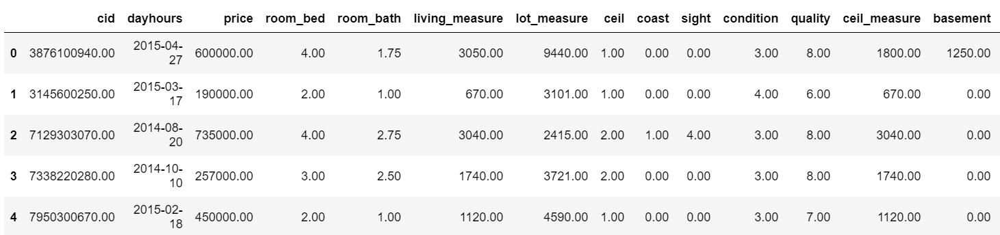 cid dayhours price room_bed room_bath living_measure lot_measure ceil coast sight condition quality ceil_measure basement
0 3876100940.00 2015-04-27 600000.00 4.00 1.75 3050.00 9440.00 1.00 0.00 0.00 3.00 8.00 1800.00 1250.00
1 3145600250.00 2015-03-17 190000.00 2.00 1.00 670.00 3101.00 1.00 0.00 0.00 4.00 6.00 670.00 0.00
2 7129303070.00 2014-08-20 735000.00 4.00 2.75 3040.00 2415.00 2.00 1.00 4.00 3.00 8.00 3040.00 0.00
3 7338220280.00 2014-10-10 257000.00 3.00 2.50 1740.00 3721.00 2.00 0.00 0.00 3.00 8.00 1740.00 0.00
4 7950300670.00 2015-02-18 450000.00 2.00 1.00 1120.00 4590.00 1.00 0.00 0.00 3.00 7.00 1120.00 0.00